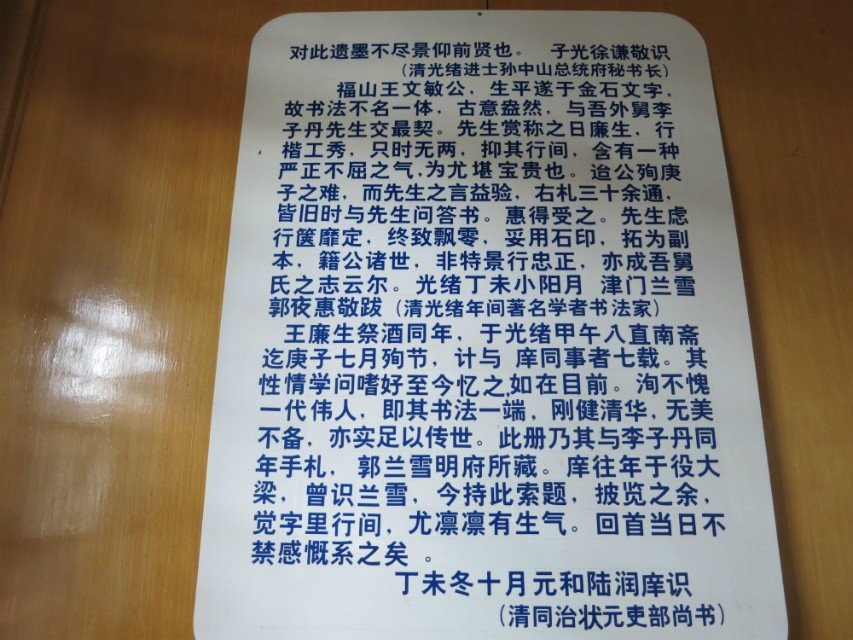 对此遗墨不尽景仰前贤也。 子光徐谦敬识
（清光绪进士孙中山总统府秘书长）
福山王文敏公，生平遂于金石文字，
故书法不名一体，古意盎然，与吾外舅李
子丹先生交最契。先生赏称之日廉生，行
楷工秀，只时无两，抑其行间，含有一种
严正不屈之气，为尤堪宝贵也。迨公殉庚
子之难，而先生之言益验，右札三十余通，
皆旧时与先生问答书。惠得受之。先生虑
行箧靡定，终致飘零，妥用石印，拓为副
本，籍公诸世，非特景行忠正，亦成吾舅
氏之志云尔。光绪丁未小阳月 津门兰雪
郭夜惠敬跋（清光绪年间著名学者书法家）
王廉生祭酒同年，于光绪甲午八直南斋
迄庚子七月殉节，计与 庠同事者七载。其
性情学问嗜好至今忆之，如在目前。洵不愧
一代伟人，即其书法一端，刚健清华，无美
不备，亦实足以传世。此册乃其与李子丹同
年手札，郭兰雪明府所藏。庠往年于役大
梁，曾识兰雪，今持此索题，披览之余，
觉字里行间，尤凛凛有生气。回首当日不
禁感慨系之矣 。
丁未冬十月元和陆润庠识
（清同治状元吏部尚书）